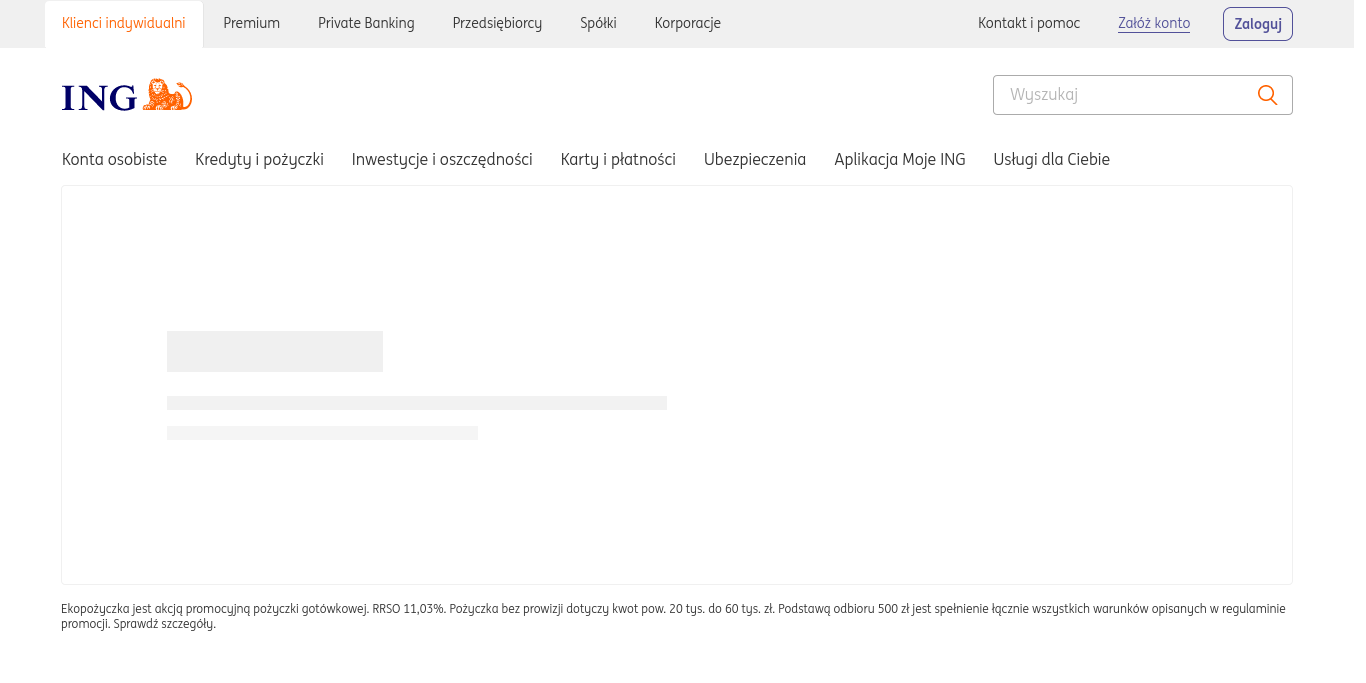 Klienci indywidualni Premium Private Banking Przedsiębiorcy Spółki Korporacje Kontakt i pomoc Załóż konto Zaloguj
ING
Wyszukaj
Konta osobiste Kredyty i pożyczki Inwestycje i oszczędności Karty i płatności Ubezpieczenia Aplikacja Moje ING Usługi dla Ciebie
Ekopożyczka jest akcją promocyjną pożyczki gotówkowej. RRSO 11,03%. Pożyczka bez prowizji dotyczy kwot pow. 20 tys. do 60 tys. zł. Podstawą odbioru 500 zł jest spełnienie łącznie wszystkich warunków opisanych w regulaminie
promocji. Sprawdź szczegóły.